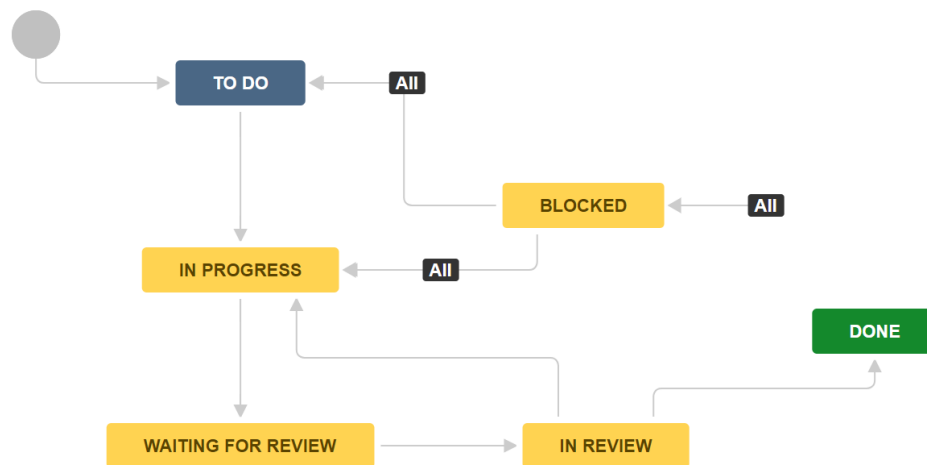 TO DO
All
BLOCKED
All
IN PROGRESS
All
DONE
WAITING FOR REVIEW
IN REVIEW